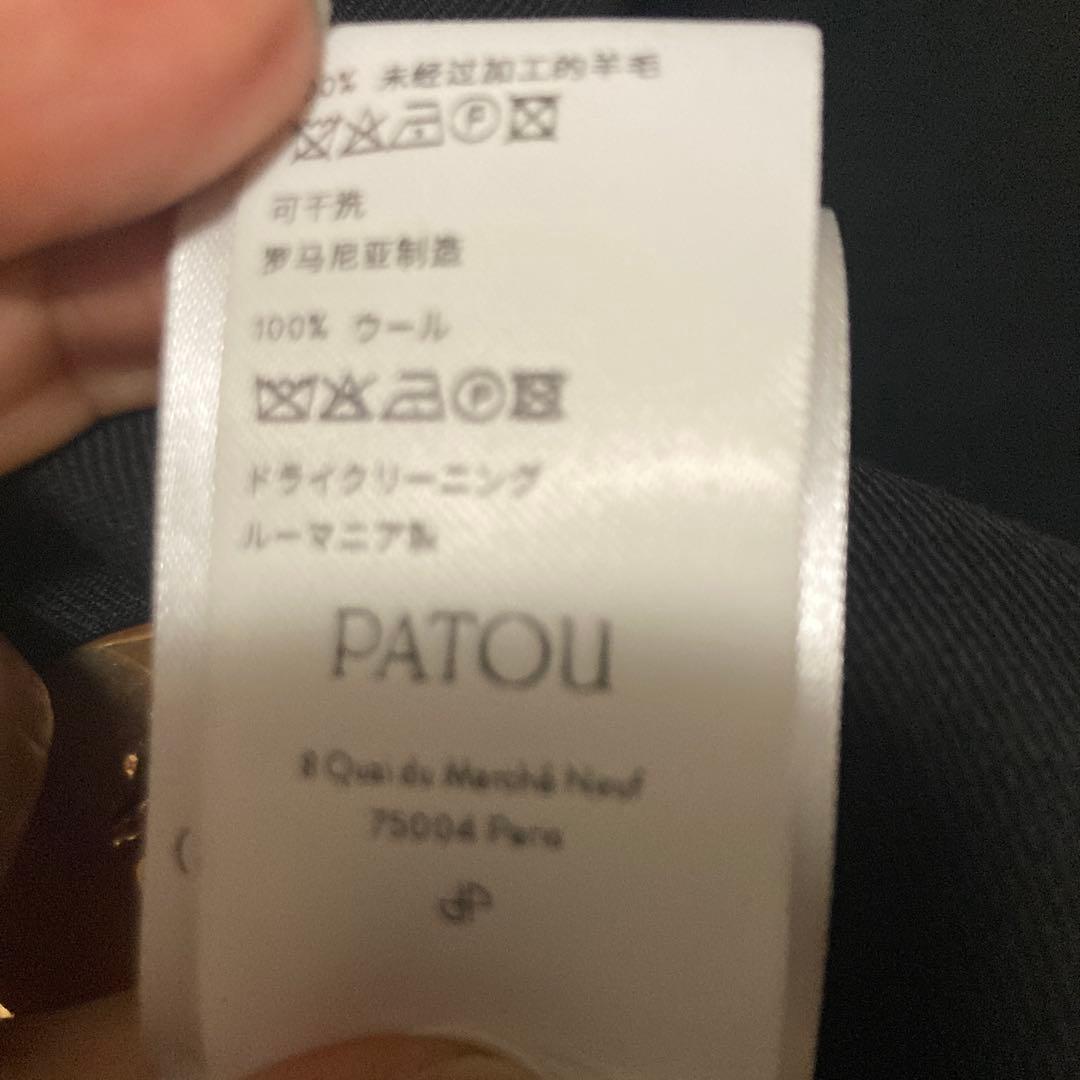 0% 未经过加工的羊毛
P
可干洗
罗马尼亚制造
100% ウール
P
ドライクリーニング
ルーマニア製
PATOU
8 Quai du Marché Neuf
75004 Paris
JP